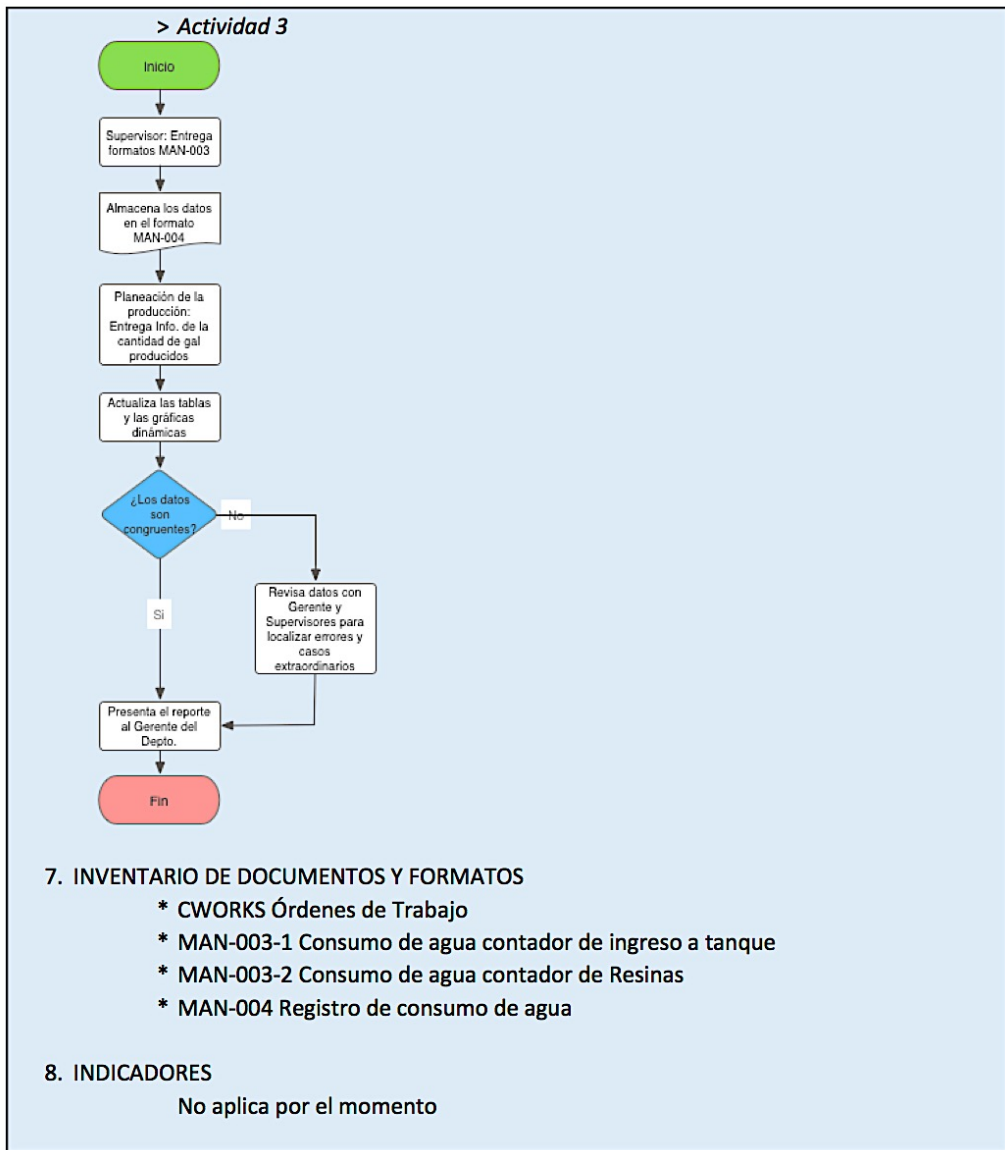 > Actividad 3
Inicio
Supervisor: Entrega
formatos MAN-003
Almacena los datos
en el formato
MAN-004
Planeación de la
producción:
Entrega Info. de la
cantidad de gal
producidos
Actualiza las tablas
y las gráficas
dinámicas
¿Los datos
son
congruentes?
No
Si
Revisa datos con
Gerente y
Supervisores para
localizar errores y
casos
extraordinarios
Presenta el reporte
al Gerente del
Depto.
Fin
7. INVENTARIO DE DOCUMENTOS Y FORMATOS
* CWORKS Órdenes de Trabajo
* MAN-003-1 Consumo de agua contador de ingreso a tanque
* MAN-003-2 Consumo de agua contador de Resinas
* MAN-004 Registro de consumo de agua
8. INDICADORES
No aplica por el momento